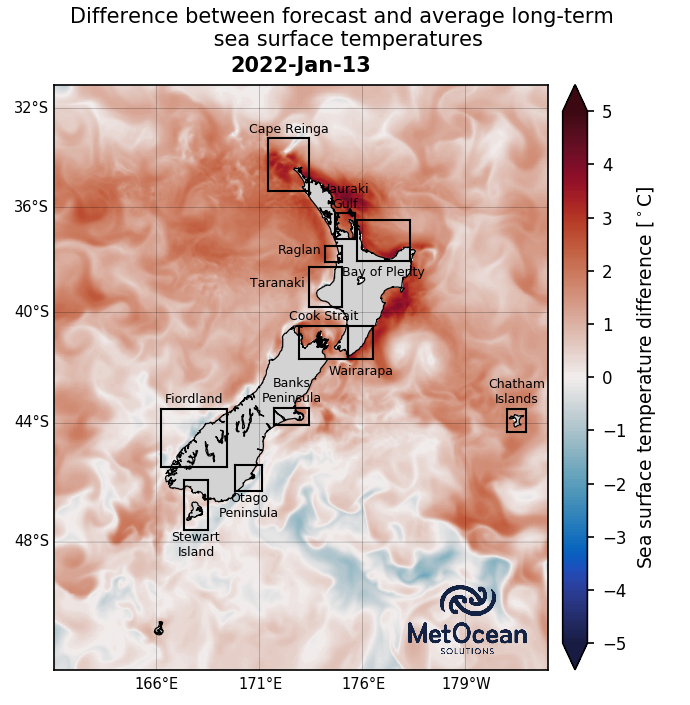 Difference between forecast and average long-term
sea surface temperatures
2022-Jan-13
32°S
36°S
40°S
44°S
48°S
166°E
171°E
176°E
179°W
Cape Reinga
Hauraki
Gulf
Raglan
Bay of Plenty
Taranaki
Cook Strait
Wairarapa
Banks
Peninsula
Fiordland
Chatham
Islands
Otago
Peninsula
Stewart
Island
MetOcean
SOLUTIONS
5
4
3
2
1
0
−1
−2
−3
−4
−5
Sea surface temperature difference [°C]